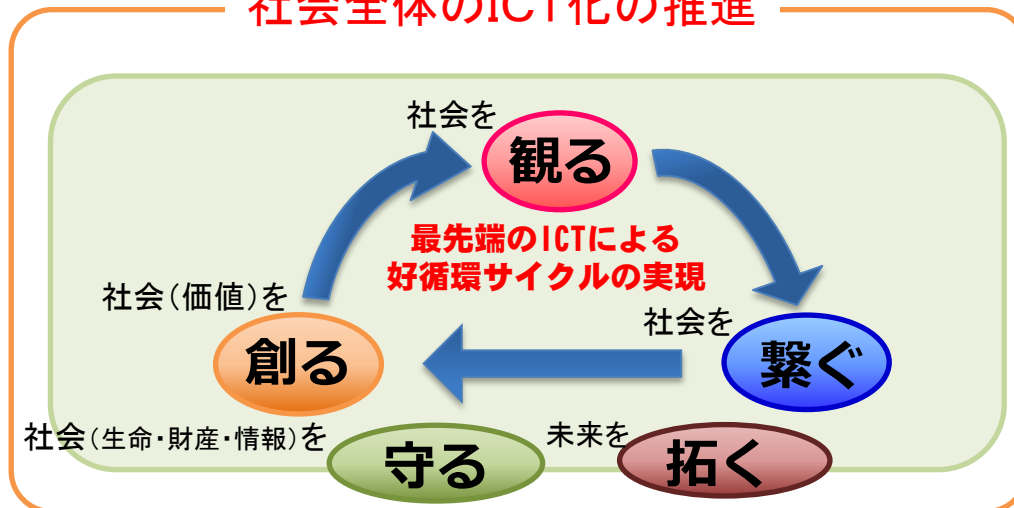 社会全体のICT化の推進
社会を
観る
最先端のICTによる
好循環サイクルの実現
社会(価値)を
創る
社会を
繋ぐ
社会(生命・財産・情報)を
守る
未来を
拓く